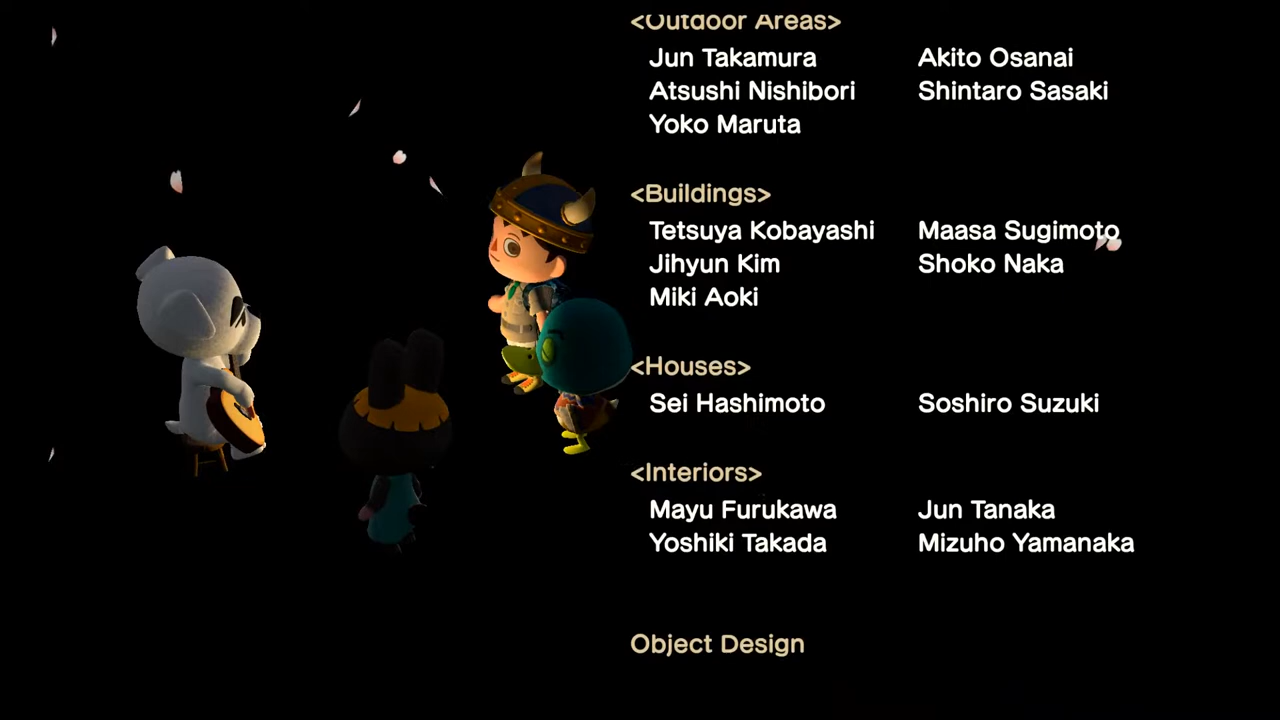 <Outdoor Areas>
Jun Takamura Akito Osanai
Atsushi Nishibori Shintaro Sasaki
Yoko Maruta
<Buildings>
Tetsuya Kobayashi Maasa Sugimoto
Jihyun Kim Shoko Naka
Miki Aoki
<Houses>
Sei Hashimoto Soshiro Suzuki
<Interiors>
Mayu Furukawa Jun Tanaka
Yoshiki Takada Mizuho Yamanaka
Object Design